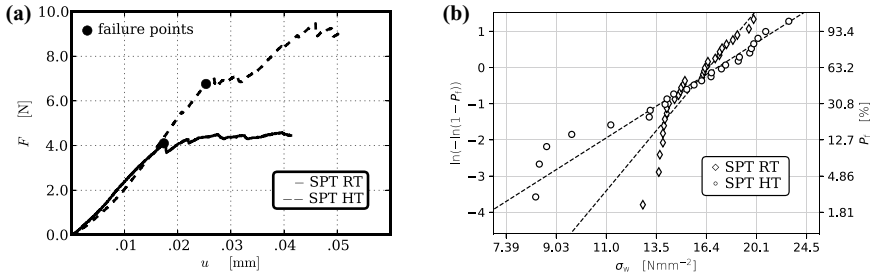 (a)
10.0
8.0
6.0
4.0
2.0
0.0
F [N]
failure points
SPT RT
SPT HT
.01 .02 .03 .04 .05
u [mm]
(b)
1
0
−1
−2
−3
−4
ln(−ln(1 − Pf))
93.4
63.2
30.8
12.7
4.86
1.81
Pf [%]
SPT RT
SPT HT
7.39 9.03 11.0 13.5 16.4 20.1 24.5
σw [Nmm−2]